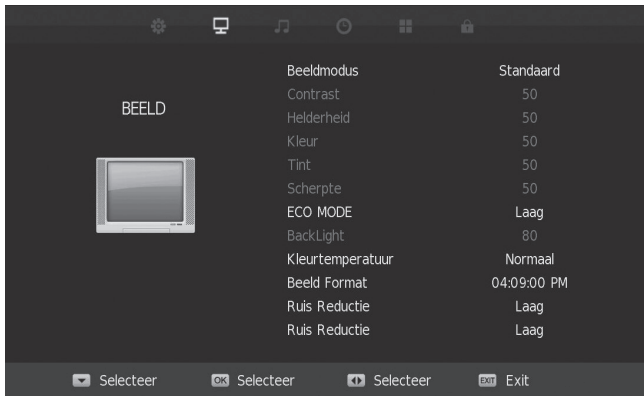 BEELD
Beeldmodus Standaard
Contrast 50
Helderheid 50
Kleur 50
Tint 50
Scherpte 50
ECO MODE Laag
BackLight 80
Kleurtemperatuur Normaal
Beeld Format 04:09:00 PM
Ruis Reductie Laag
Ruis Reductie Laag
Selecteer OK Selecteer Selecteer EXIT Exit